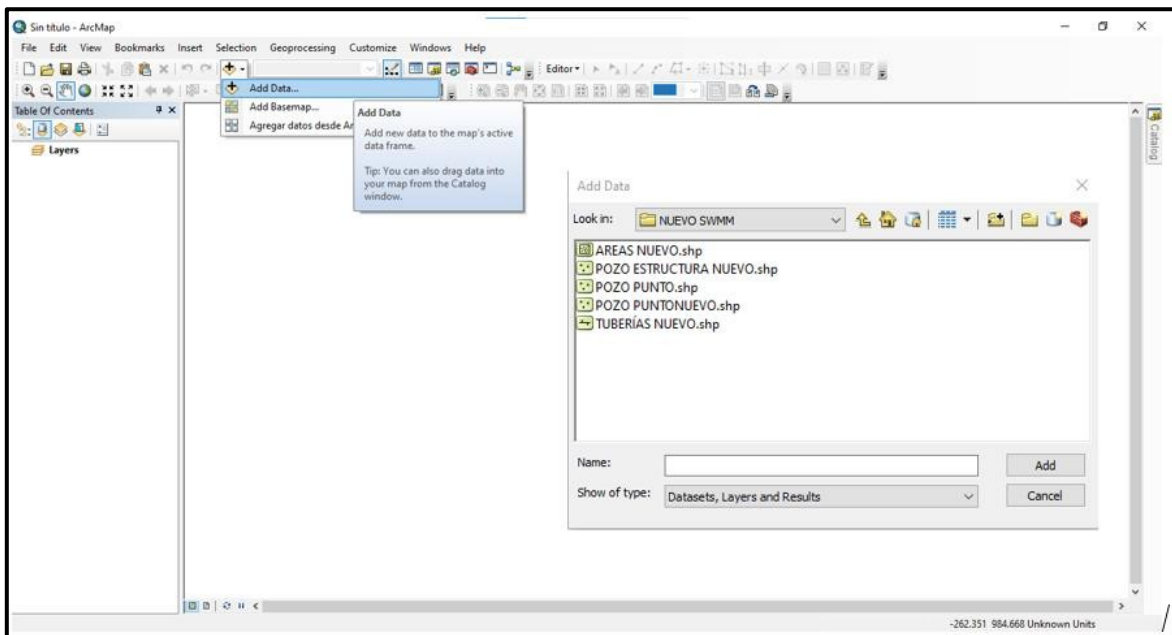 Sin título - ArcMap
File Edit View Bookmarks Insert Selection Geoprocessing Customize Windows Help
Editor
Add Data...
Add Basemap...
Agregar datos desde Ar
Add Data
Add new data to the map's active
data frame.
Tip: You can also drag data into
your map from the Catalog
window.
Table Of Contents
Layers
Catalog
Add Data
Look in: NUEVO SWMM
AREAS NUEVO.shp
POZO ESTRUCTURA NUEVO.shp
POZO PUNTO.shp
POZO PUNTONUEVO.shp
TUBERÍAS NUEVO.shp
Name: Add
Show of type: Datasets, Layers and Results Cancel
-262.351 984.668 Unknown Units
/